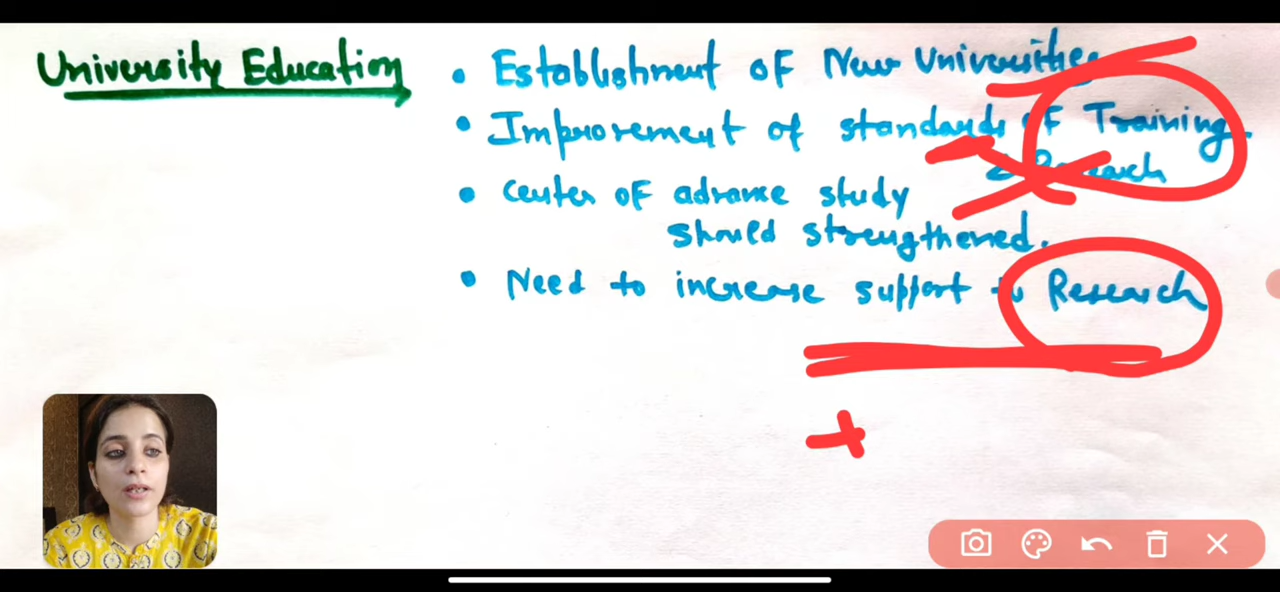 University Education
• Establishment of New Universities
• Improvement of standards of Training
& Research
• Center of advance study
should strengthened.
• Need to increase support to Research